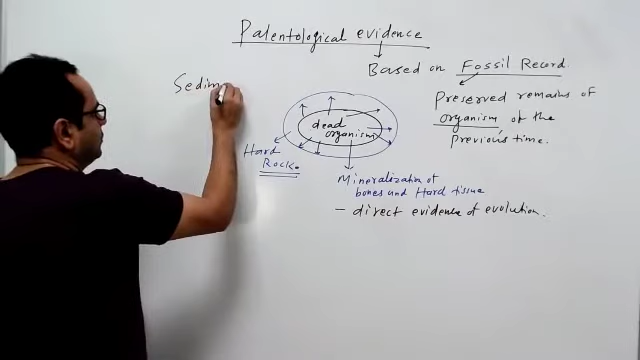 Palentological evidence
Based on Fossil Record.
Preserved remains of
organism of the
previous time.
Sedim
dead
organism
Hard
Rock.
Mineralization of
bones and Hard tissue
- direct evidence of evolution.